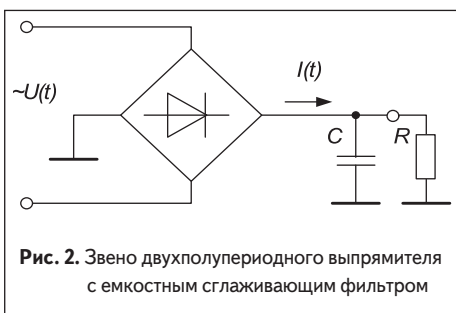 I(t)
~U(t)
C
R
Рис. 2. Звено двухполупериодного выпрямителя
с емкостным сглаживающим фильтром